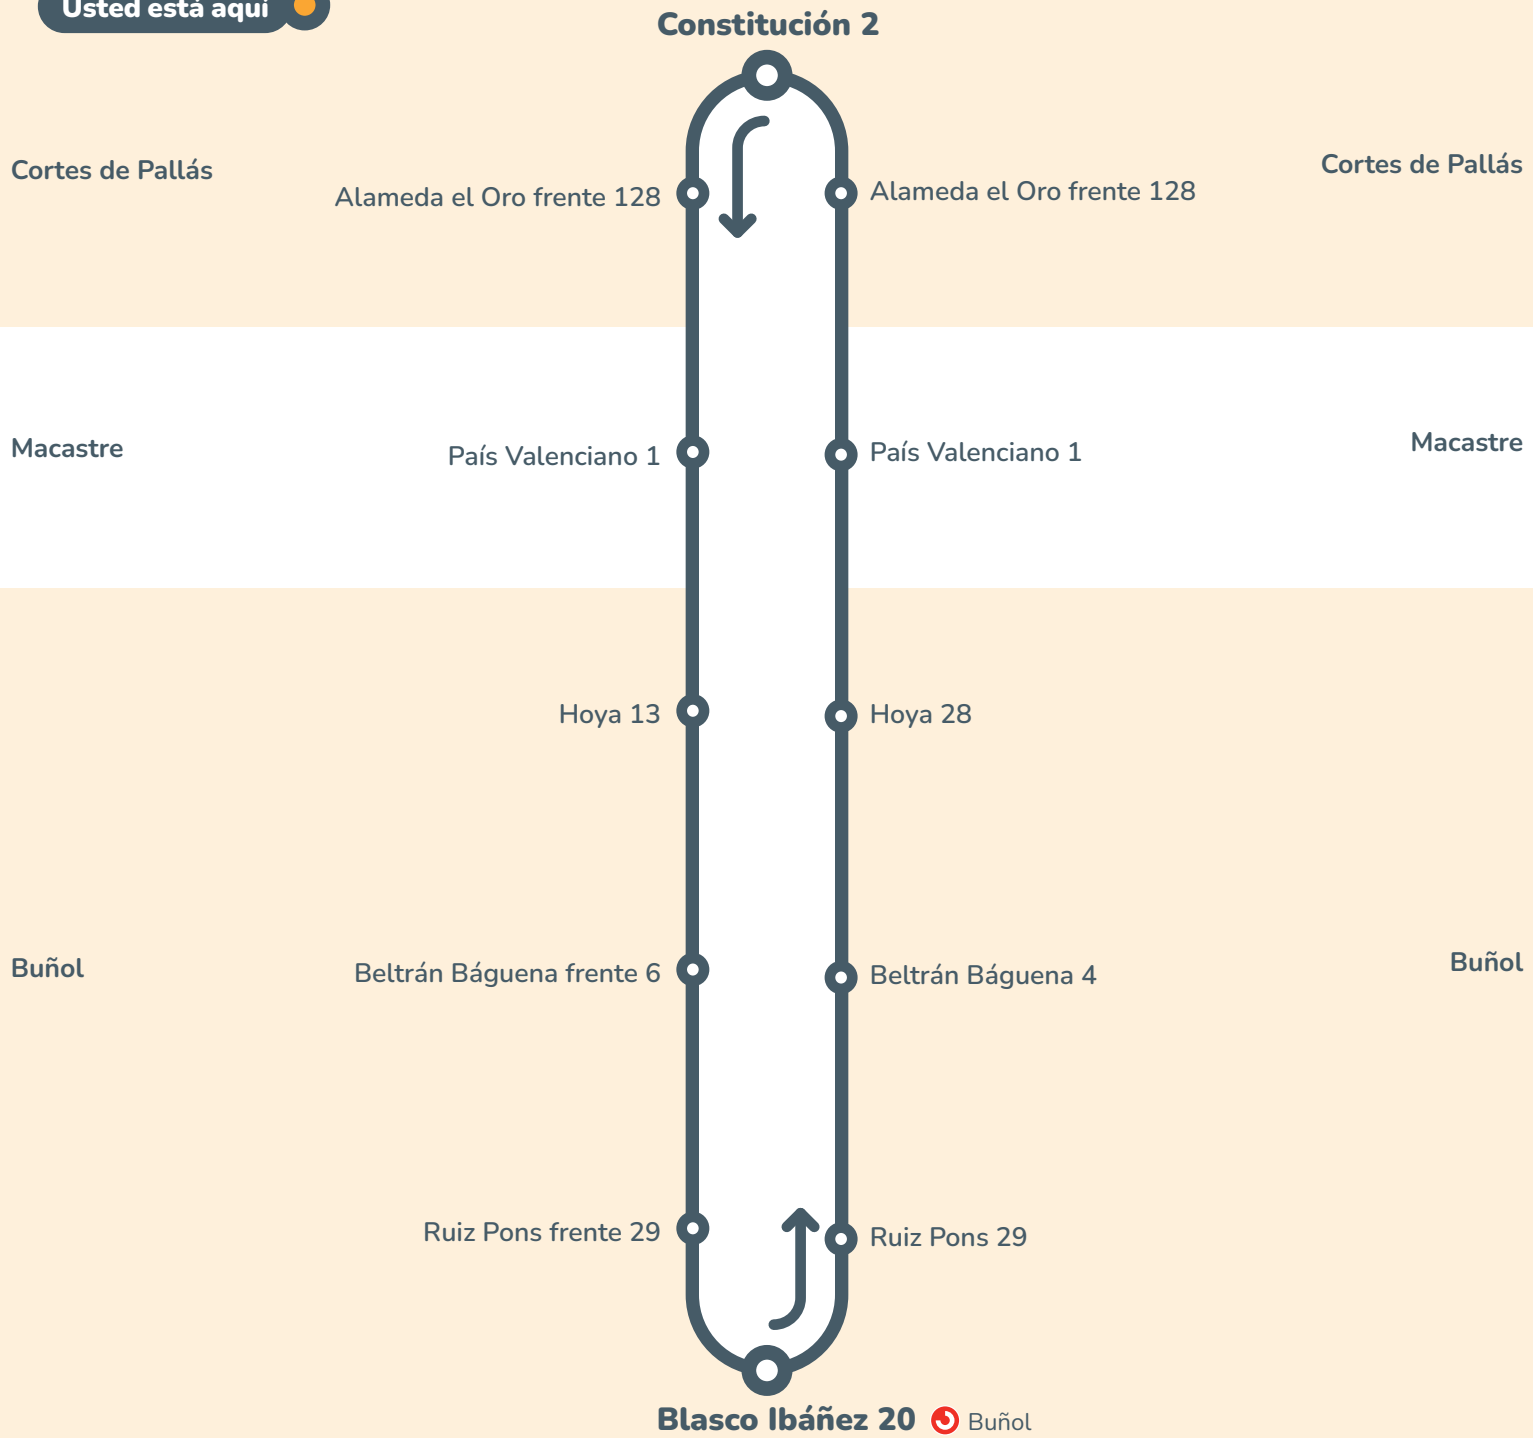 Usted está aquí
Constitución 2
Cortes de Pallás
Cortes de Pallás
Alameda el Oro frente 128
Alameda el Oro frente 128
Macastre
Macastre
País Valenciano 1
País Valenciano 1
Hoya 13
Hoya 28
Buñol
Buñol
Beltrán Báguena frente 6
Beltrán Báguena 4
Ruiz Pons frente 29
Ruiz Pons 29
Blasco Ibáñez 20 Buñol